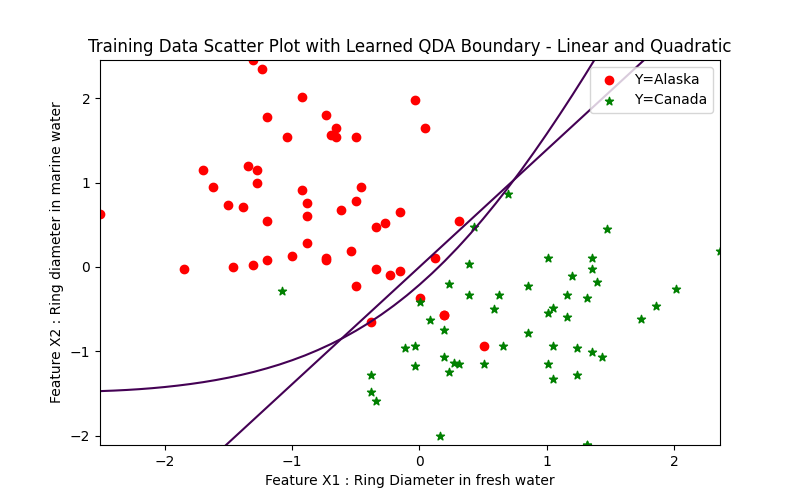 Training Data Scatter Plot with Learned QDA Boundary - Linear and Quadratic
Y=Alaska
Y=Canada
Feature X2 : Ring diameter in marine water
2
1
0
−1
−2
−2
−1
0
1
2
Feature X1 : Ring Diameter in fresh water